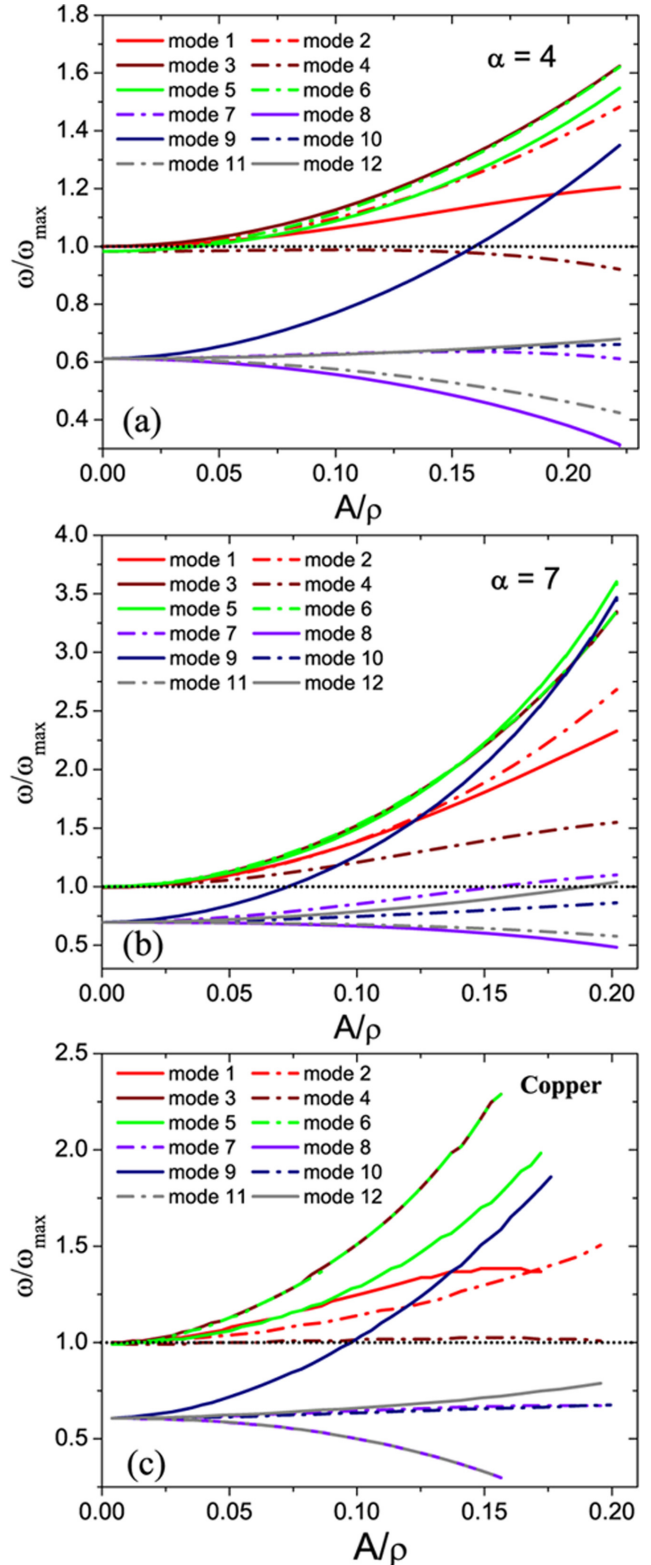 1.8
mode 1 mode 2
mode 3 mode 4
α = 4
mode 5 mode 6
1.6
mode 7 mode 8
mode 9 mode 10
1.4
mode 11 mode 12
1.2
ω/ω_max
1.0
0.8
0.6
0.4
(a)
0.00 0.05 0.10 0.15 0.20
A/ρ
4.0
mode 1 mode 2
α = 7
mode 3 mode 4
3.5
mode 5 mode 6
mode 7 mode 8
3.0
mode 9 mode 10
mode 11 mode 12
2.5
ω/ω_max
2.0
1.5
1.0
0.5
(b)
0.00 0.05 0.10 0.15 0.20
A/ρ
2.5
mode 1 mode 2
Copper
mode 3 mode 4
mode 5 mode 6
mode 7 mode 8
2.0
mode 9 mode 10
mode 11 mode 12
ω/ω_max
1.5
1.0
0.5
(c)
0.00 0.05 0.10 0.15 0.20
A/ρ